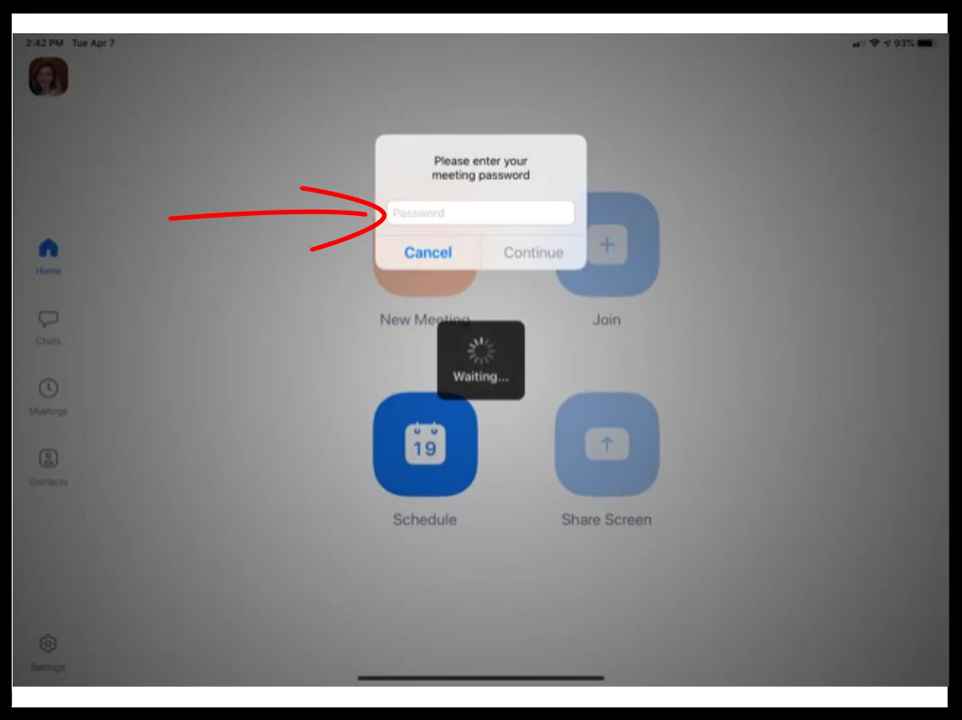 2:42 PM Tue Apr 7
93%
Please enter your
meeting password
Password
Cancel
Continue
Home
Chats
Meetings
Contacts
Settings
New Meeting
Join
Waiting...
19
Schedule
Share Screen